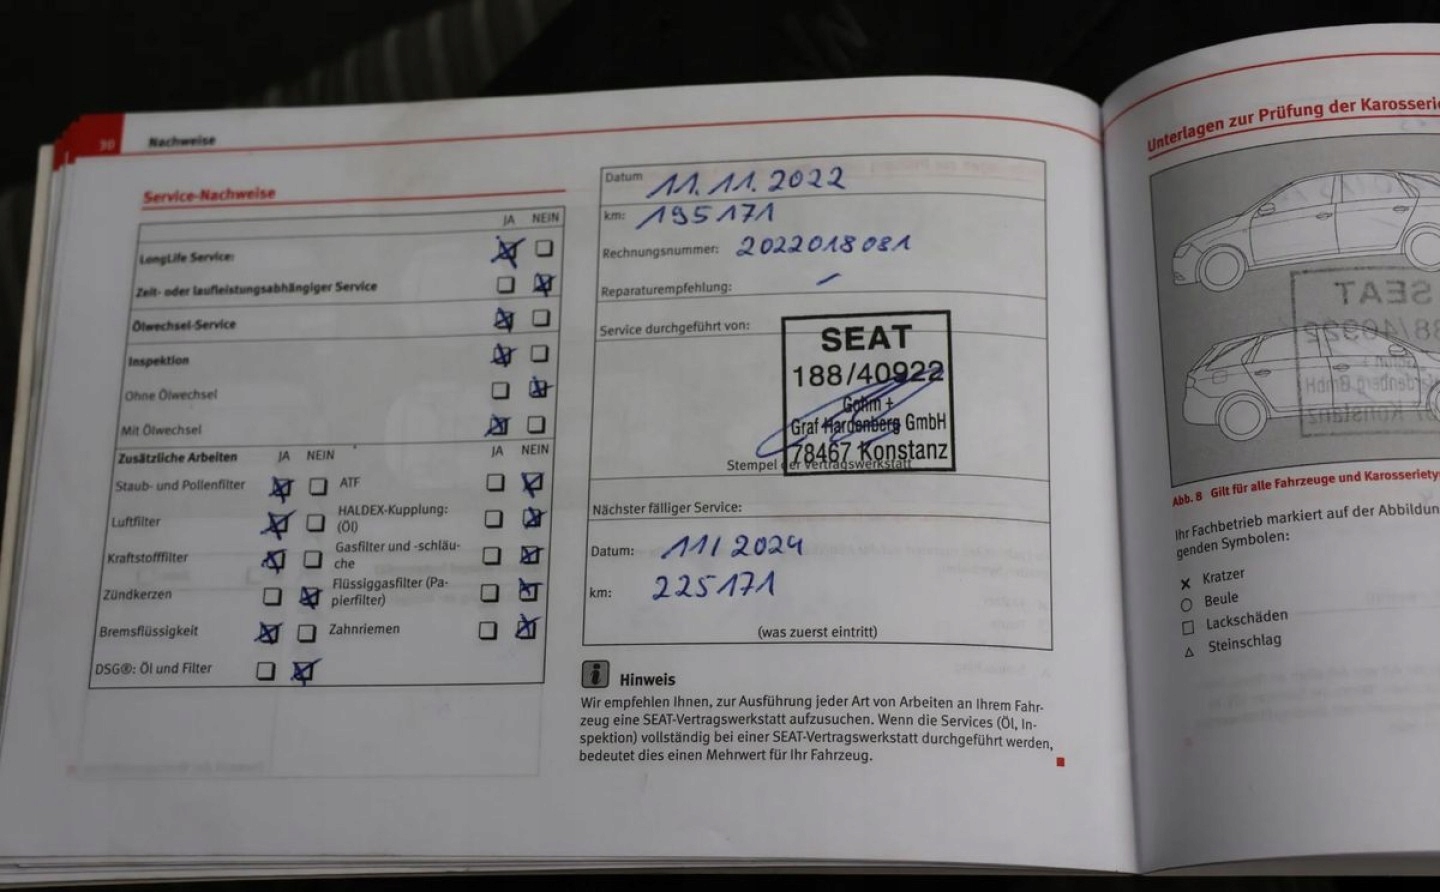 30 Nachweise
Service-Nachweise
JA NEIN
LongLife Service:
Zeit- oder laufleistungsabhängiger Service
Ölwechsel-Service
Inspektion
Ohne Ölwechsel
Mit Ölwechsel
Zusätzliche Arbeiten JA NEIN JA NEIN
Staub- und Pollenfilter ATF
Luftfilter HALDEX-Kupplung:
(Öl)
Kraftstofffilter Gasfilter und -schläu-
che
Zündkerzen Flüssiggasfilter (Pa-
pierfilter)
Bremsflüssigkeit Zahnriemen
DSG®: Öl und Filter
Datum 11.11.2022
km: 195171
Rechnungsnummer: 2022018081
Reparaturempfehlung: –
Service durchgeführt von:
SEAT
188/40922
Gohm +
Graf Hardenberg GmbH
78467 Konstanz
Stempel der Vertragswerkstatt
Nächster fälliger Service:
Datum: 11/2024
km: 225171
(was zuerst eintritt)
i Hinweis
Wir empfehlen Ihnen, zur Ausführung jeder Art von Arbeiten an Ihrem Fahr-
zeug eine SEAT-Vertragswerkstatt aufzusuchen. Wenn die Services (Öl, In-
spektion) vollständig bei einer SEAT-Vertragswerkstatt durchgeführt werden,
bedeutet dies einen Mehrwert für Ihr Fahrzeug.
Unterlagen zur Prüfung der Karosserie
Abb. 8 Gilt für alle Fahrzeuge und Karosserietyp
Ihr Fachbetrieb markiert auf der Abbildun
genden Symbolen:
Kratzer
Beule
Lackschäden
Steinschlag